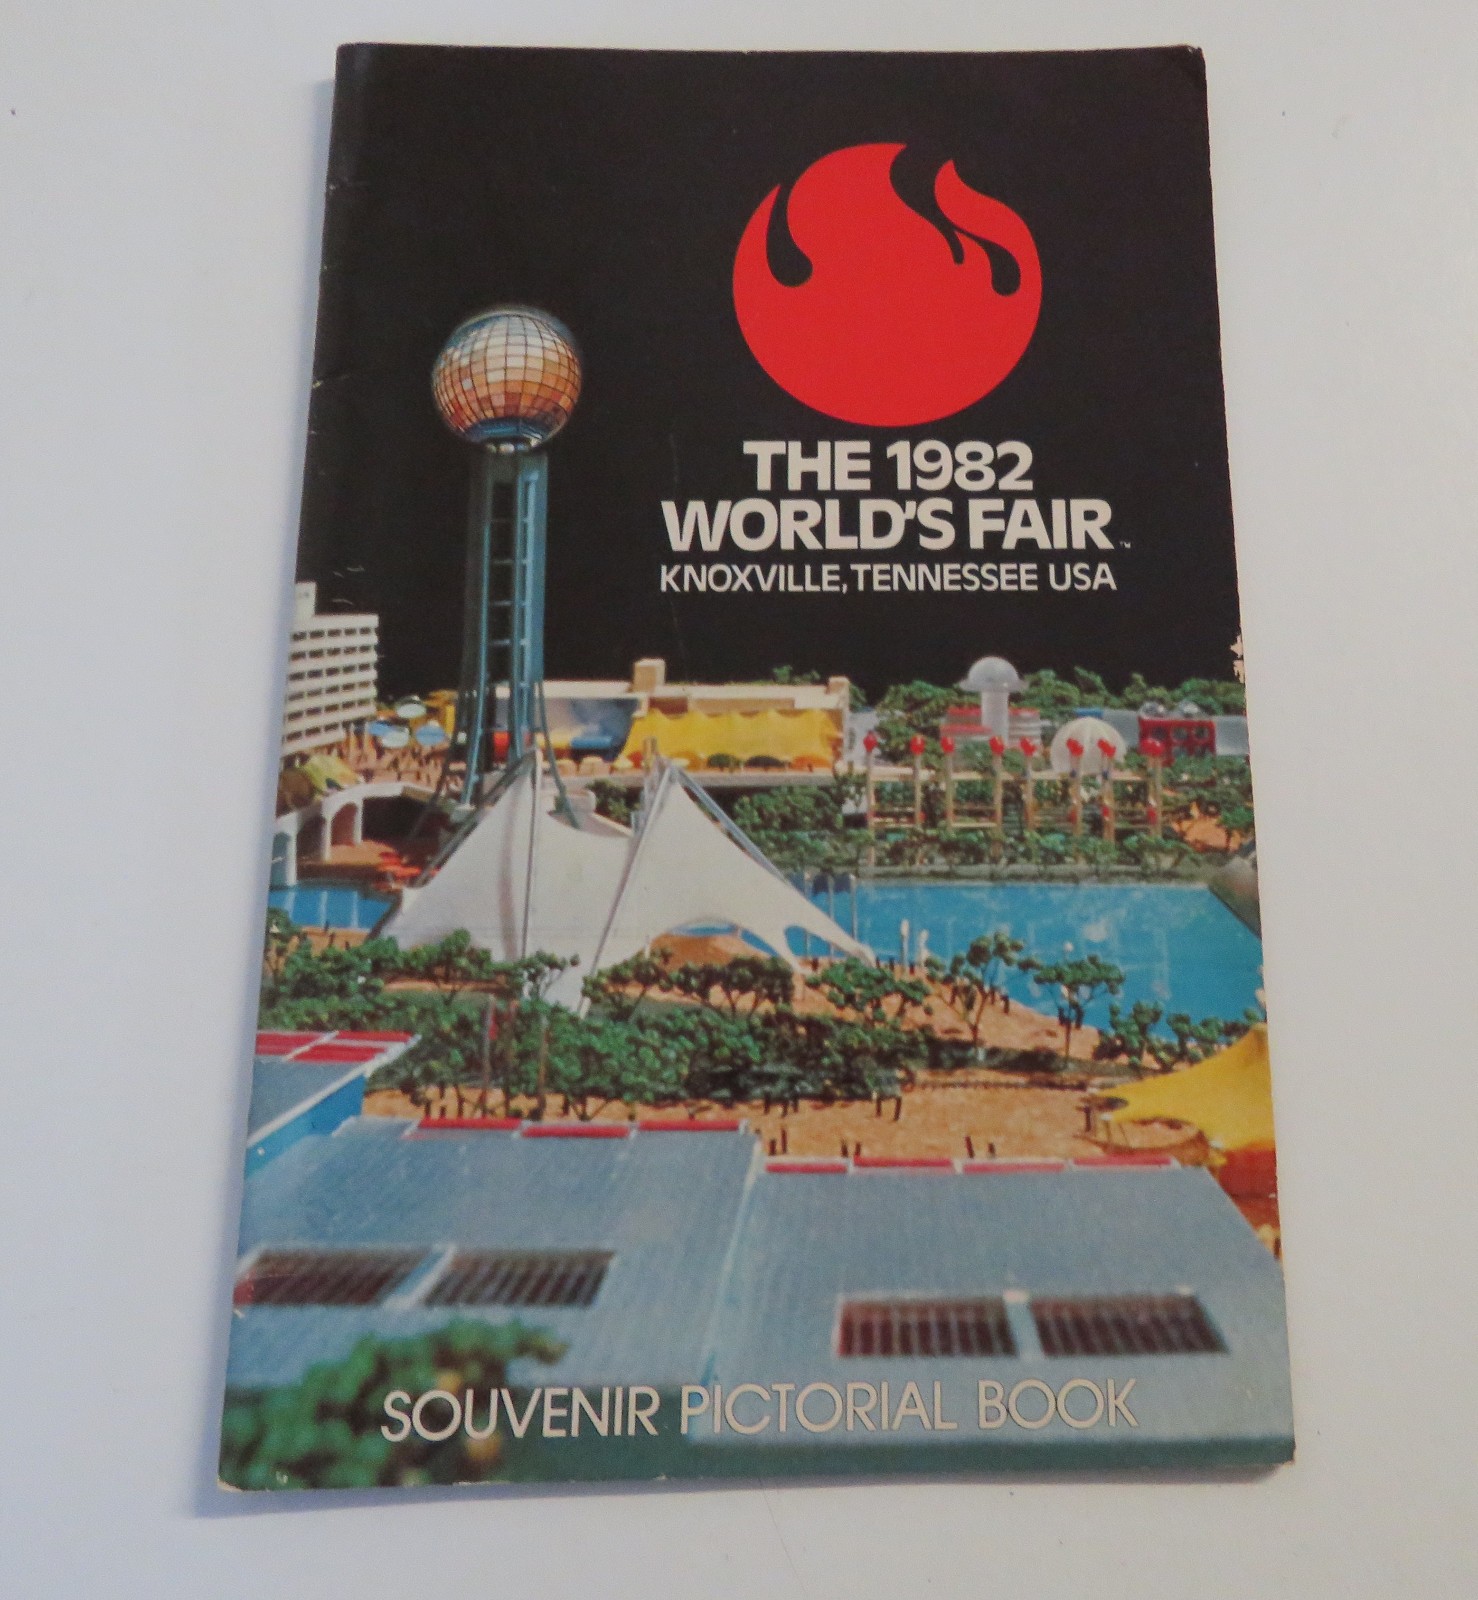 THE 1982
WORLD'S FAIR™
KNOXVILLE, TENNESSEE USA
SOUVENIR PICTORIAL BOOK